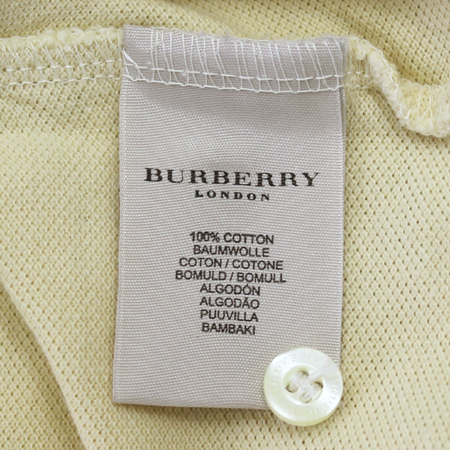 BURBERRY
LONDON
100% COTTON
BAUMWOLLE
COTON / COTONE
BOMULD / BOMULL
ALGODÓN
ALGODÃO
PUUVILLA
BAMBAKI